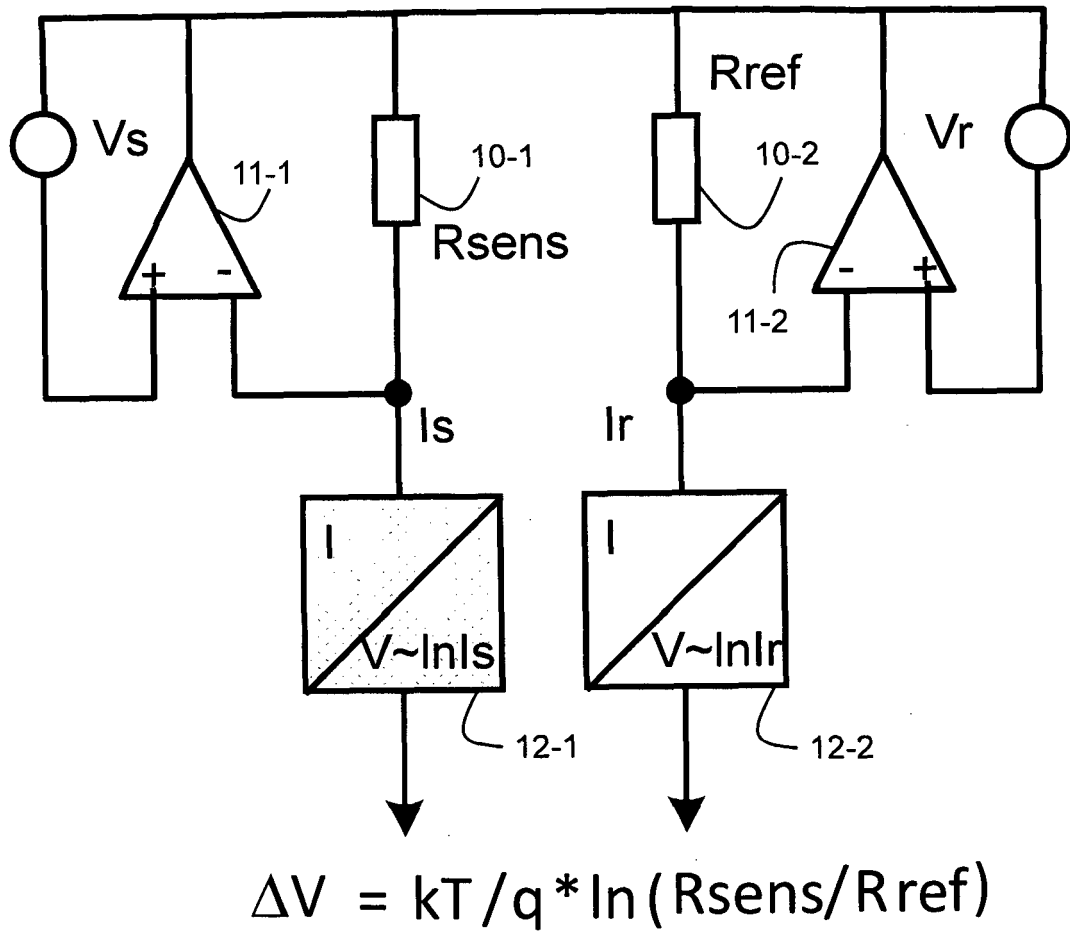 Rref
Vs
Vr
11-1
10-1
10-2
Rsens
+ -
- +
11-2
Is
Ir
I
I
V~lnIs
V~lnIr
12-1
12-2
ΔV = kT/q*ln(Rsens/Rref)